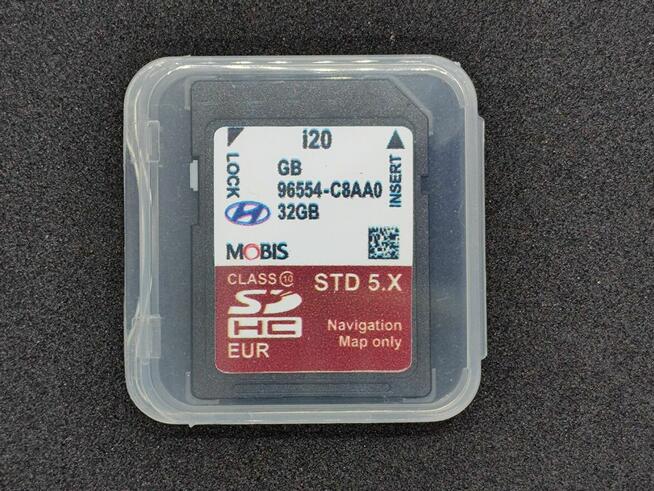 i20
LOCK
INSERT
GB
96554-C8AA0
32GB
MOBIS
CLASS 10
STD 5.X
SD
HC
EUR
Navigation
Map only